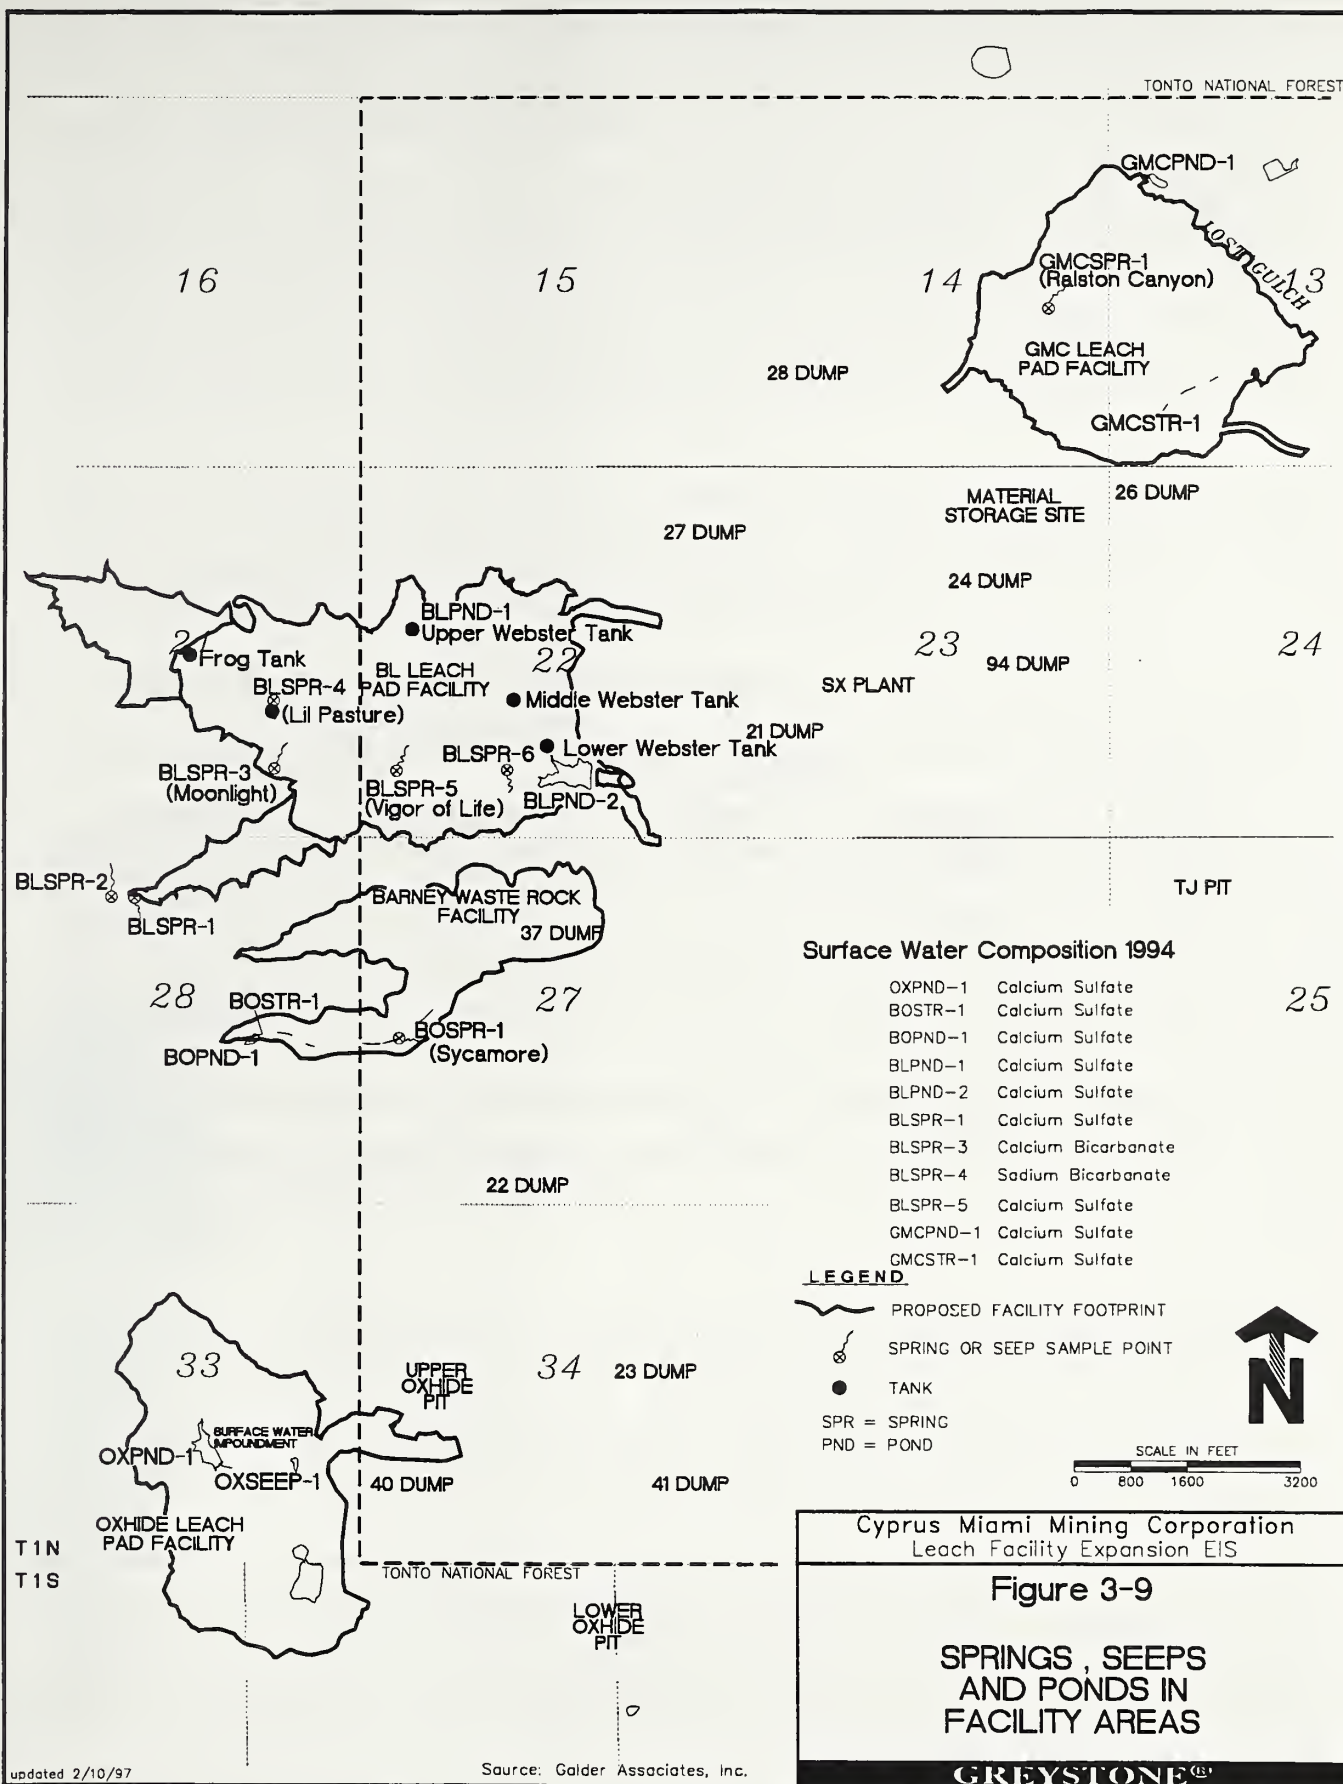 TONTO NATIONAL FOREST
GMCPND-1
LOST GULCH
16
15
14
13
GMCSPR-1
(Ralston Canyon)
GMC LEACH
PAD FACILITY
28 DUMP
GMCSTR-1
MATERIAL
STORAGE SITE
26 DUMP
27 DUMP
24 DUMP
BLPND-1
Upper Webster Tank
21
Frog Tank
22
23
24
94 DUMP
BL LEACH
PAD FACILITY
SX PLANT
BLSPR-4
(Lil Pasture)
Middle Webster Tank
21 DUMP
Lower Webster Tank
BLSPR-6
BLSPR-3
(Moonlight)
BLSPR-5
(Vigor of Life)
BLPND-2
BLSPR-2
BLSPR-1
TJ PIT
BARNEY WASTE ROCK
FACILITY
37 DUMP
28
BOSTR-1
27
25
BOSPR-1
(Sycamore)
BOPND-1
Surface Water Composition 1994
OXPND-1 Calcium Sulfate
BOSTR-1 Calcium Sulfate
BOPND-1 Calcium Sulfate
BLPND-1 Calcium Sulfate
BLPND-2 Calcium Sulfate
BLSPR-1 Calcium Sulfate
BLSPR-3 Calcium Bicarbonate
BLSPR-4 Sodium Bicarbonate
BLSPR-5 Calcium Sulfate
GMCPND-1 Calcium Sulfate
GMCSTR-1 Calcium Sulfate
22 DUMP
LEGEND
PROPOSED FACILITY FOOTPRINT
SPRING OR SEEP SAMPLE POINT
TANK
SPR = SPRING
PND = POND
N
SCALE IN FEET
0 800 1600 3200
33
UPPER
OXHIDE
PIT
34
23 DUMP
SURFACE WATER
IMPOUNDMENT
OXPND-1
OXSEEP-1
40 DUMP
41 DUMP
OXHIDE LEACH
PAD FACILITY
T1N
T1S
TONTO NATIONAL FOREST
LOWER
OXHIDE
PIT
Cyprus Miami Mining Corporation
Leach Facility Expansion EIS
Figure 3-9
SPRINGS , SEEPS
AND PONDS IN
FACILITY AREAS
GREYSTONE®
updated 2/10/97
Source: Golder Associates, Inc.